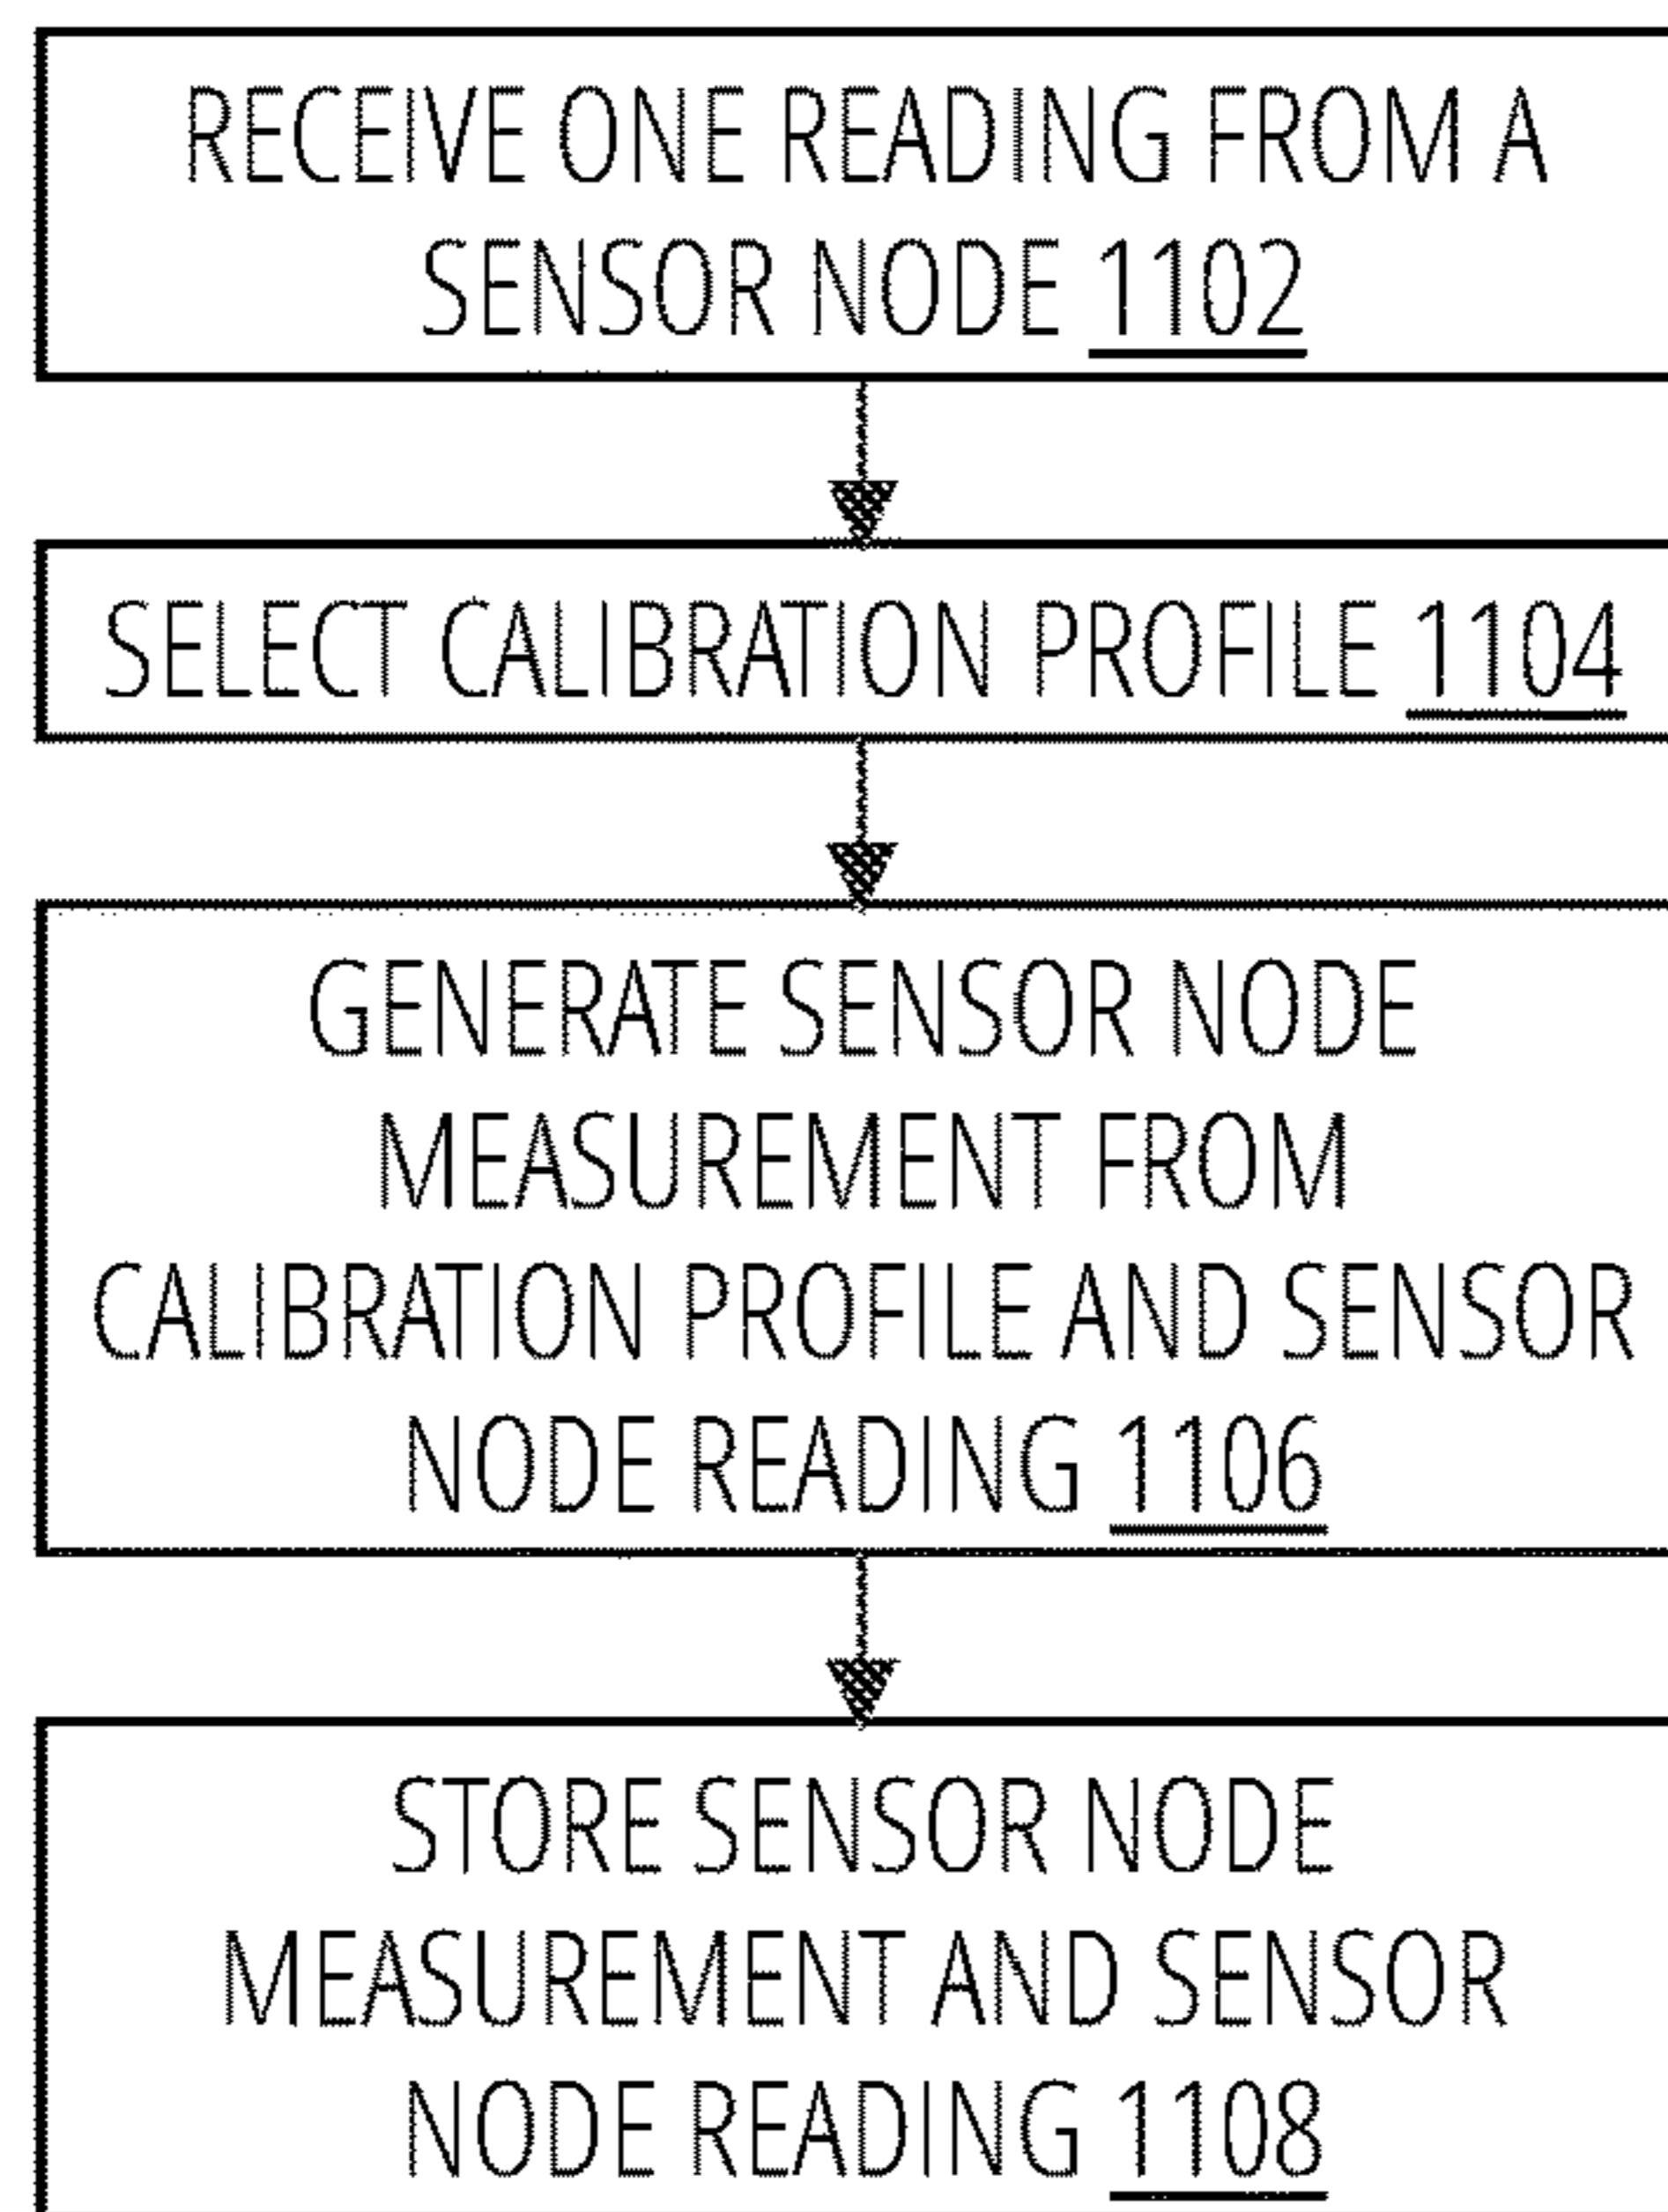 RECEIVE ONE READING FROM A
SENSOR NODE 1102
SELECT CALIBRATION PROFILE 1104
GENERATE SENSOR NODE
MEASUREMENT FROM
CALIBRATION PROFILE AND SENSOR
NODE READING 1106
STORE SENSOR NODE
MEASUREMENT AND SENSOR
NODE READING 1108